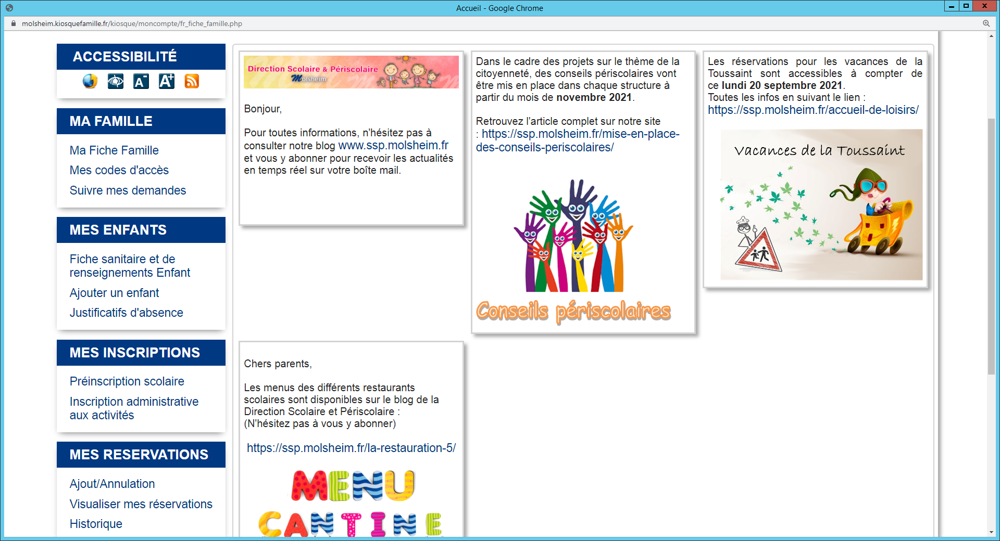 Accueil - Google Chrome
molsheim.kiosquefamille.fr/kiosque/moncompte/fr_fiche_famille.php
ACCESSIBILITÉ
A-
A+
MA FAMILLE
Ma Fiche Famille
Mes codes d'accès
Suivre mes demandes
MES ENFANTS
Fiche sanitaire et de
renseignements Enfant
Ajouter un enfant
Justificatifs d'absence
MES INSCRIPTIONS
Préinscription scolaire
Inscription administrative
aux activités
MES RESERVATIONS
Ajout/Annulation
Visualiser mes réservations
Historique
Direction Scolaire & Périscolaire
Molsheim
Bonjour,
Pour toutes informations, n'hésitez pas à
consulter notre blog www.ssp.molsheim.fr
et vous y abonner pour recevoir les actualités
en temps réel sur votre boîte mail.
Dans le cadre des projets sur le thème de la
citoyenneté, des conseils périscolaires vont
être mis en place dans chaque structure à
partir du mois de novembre 2021.
Retrouvez l'article complet sur notre site
: https://ssp.molsheim.fr/mise-en-place-
des-conseils-periscolaires/
Conseils périscolaires
Les réservations pour les vacances de la
Toussaint sont accessibles à compter de
ce lundi 20 septembre 2021.
Toutes les infos en suivant le lien :
https://ssp.molsheim.fr/accueil-de-loisirs/
Vacances de la Toussaint
Chers parents,
Les menus des différents restaurants
scolaires sont disponibles sur le blog de la
Direction Scolaire et Périscolaire :
(N'hésitez pas à vous y abonner)
https://ssp.molsheim.fr/la-restauration-5/
MENU
CANTINE